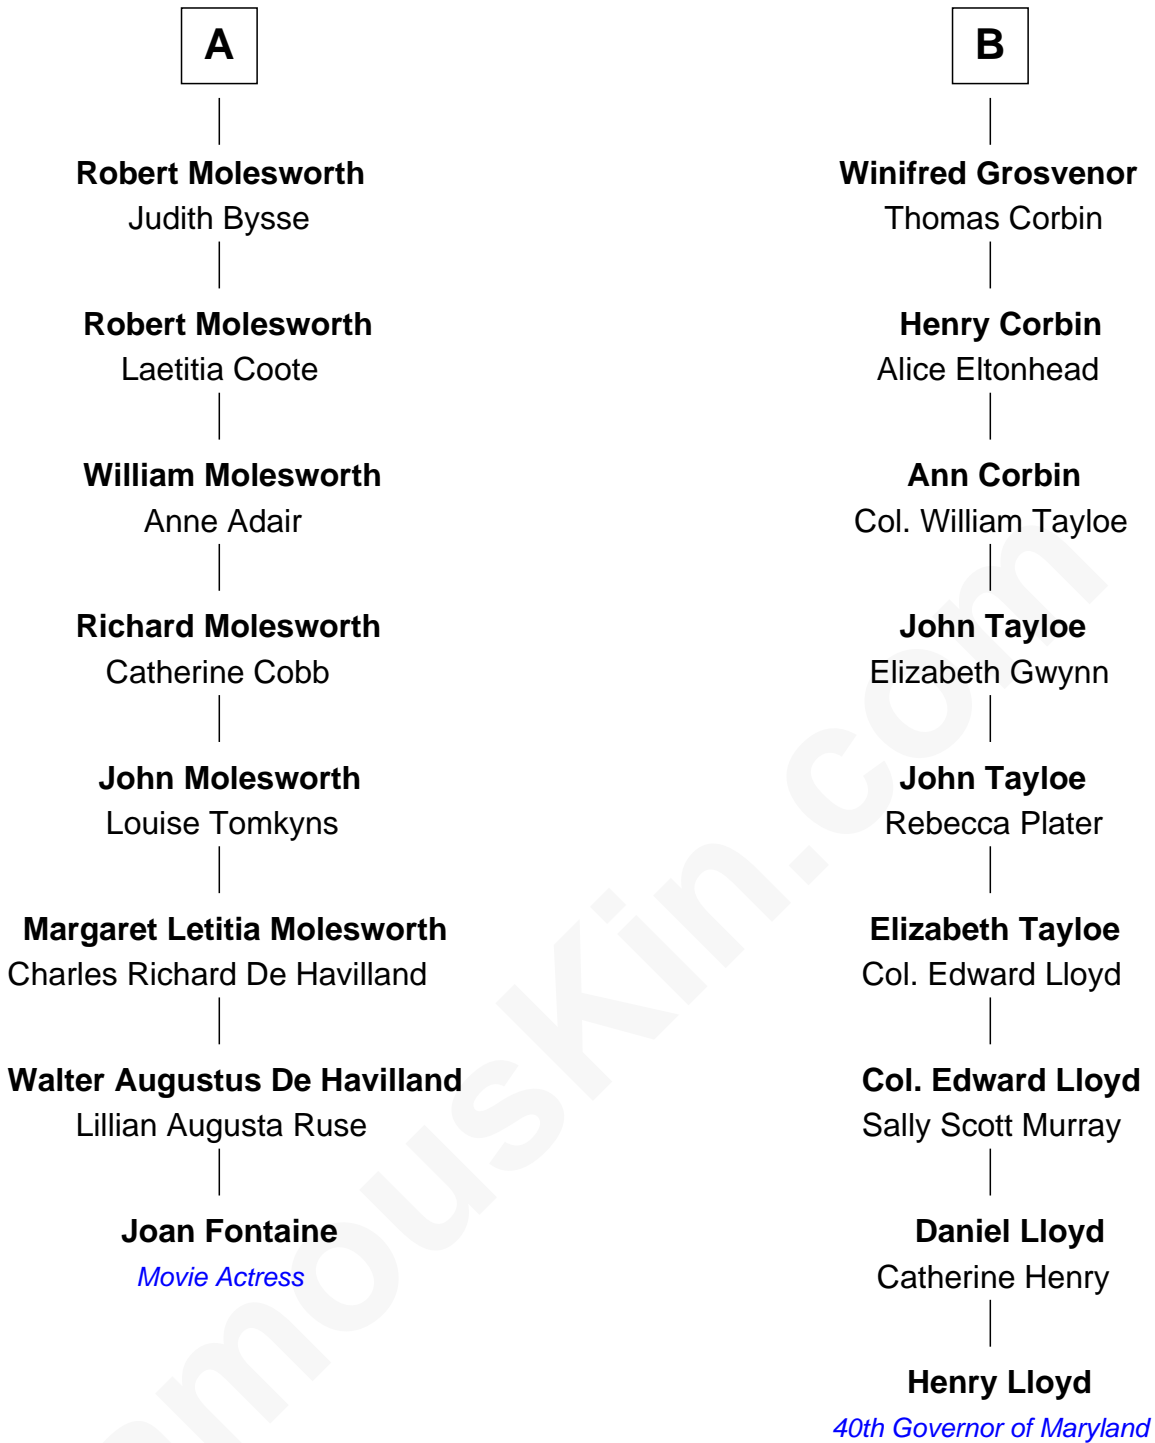 A
Robert Molesworth
Judith Bysse
Robert Molesworth
Laetitia Coote
William Molesworth
Anne Adair
Richard Molesworth
Catherine Cobb
John Molesworth
Louise Tomkyns
Margaret Letitia Molesworth
Charles Richard De Havilland
Walter Augustus De Havilland
Lillian Augusta Ruse
Joan Fontaine
Movie Actress
B
Winifred Grosvenor
Thomas Corbin
Henry Corbin
Alice Eltonhead
Ann Corbin
Col. William Tayloe
John Tayloe
Elizabeth Gwynn
John Tayloe
Rebecca Plater
Elizabeth Tayloe
Col. Edward Lloyd
Col. Edward Lloyd
Sally Scott Murray
Daniel Lloyd
Catherine Henry
Henry Lloyd
40th Governor of Maryland
amousKin.com